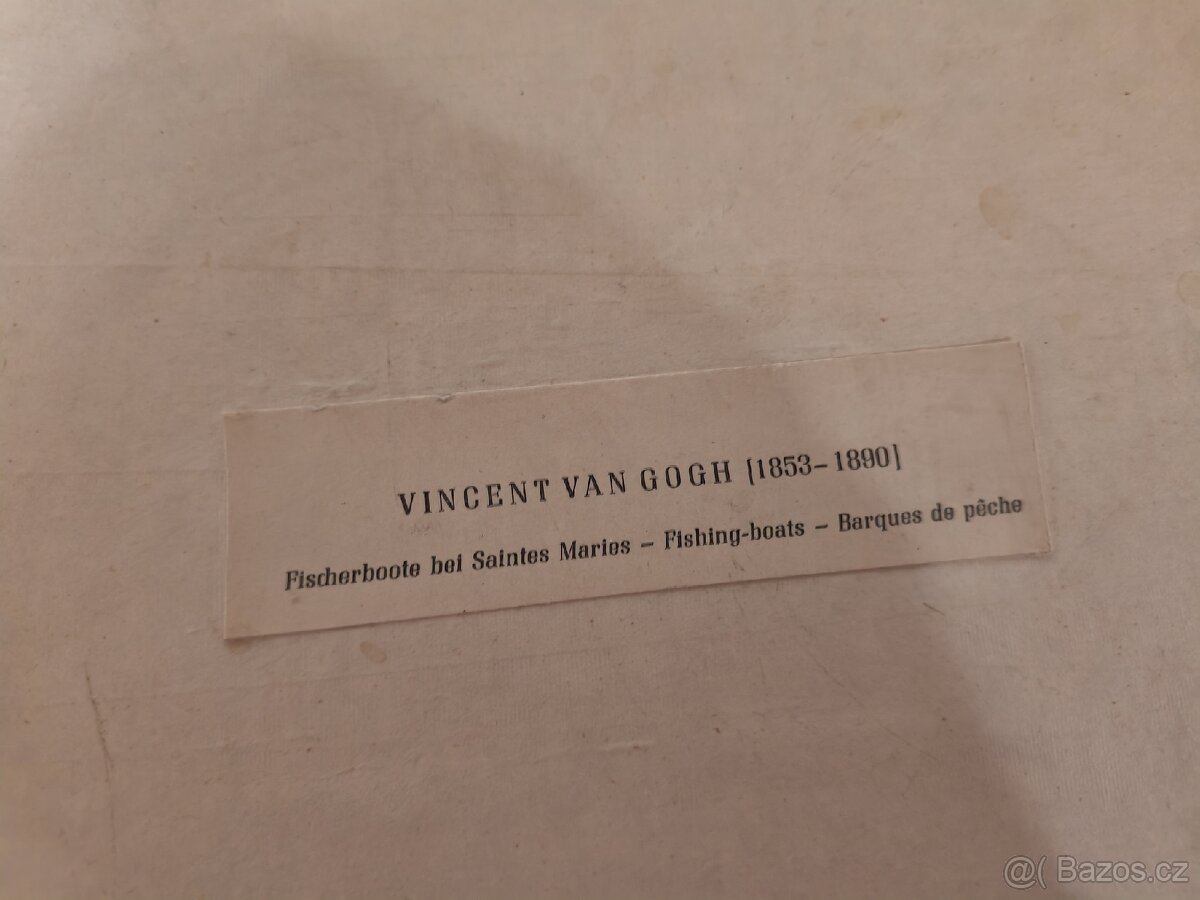 VINCENT VAN GOGH [1853–1890]
Fischerboote bei Saintes Maries – Fishing-boats – Barques de pêche
@( Bazos.cz